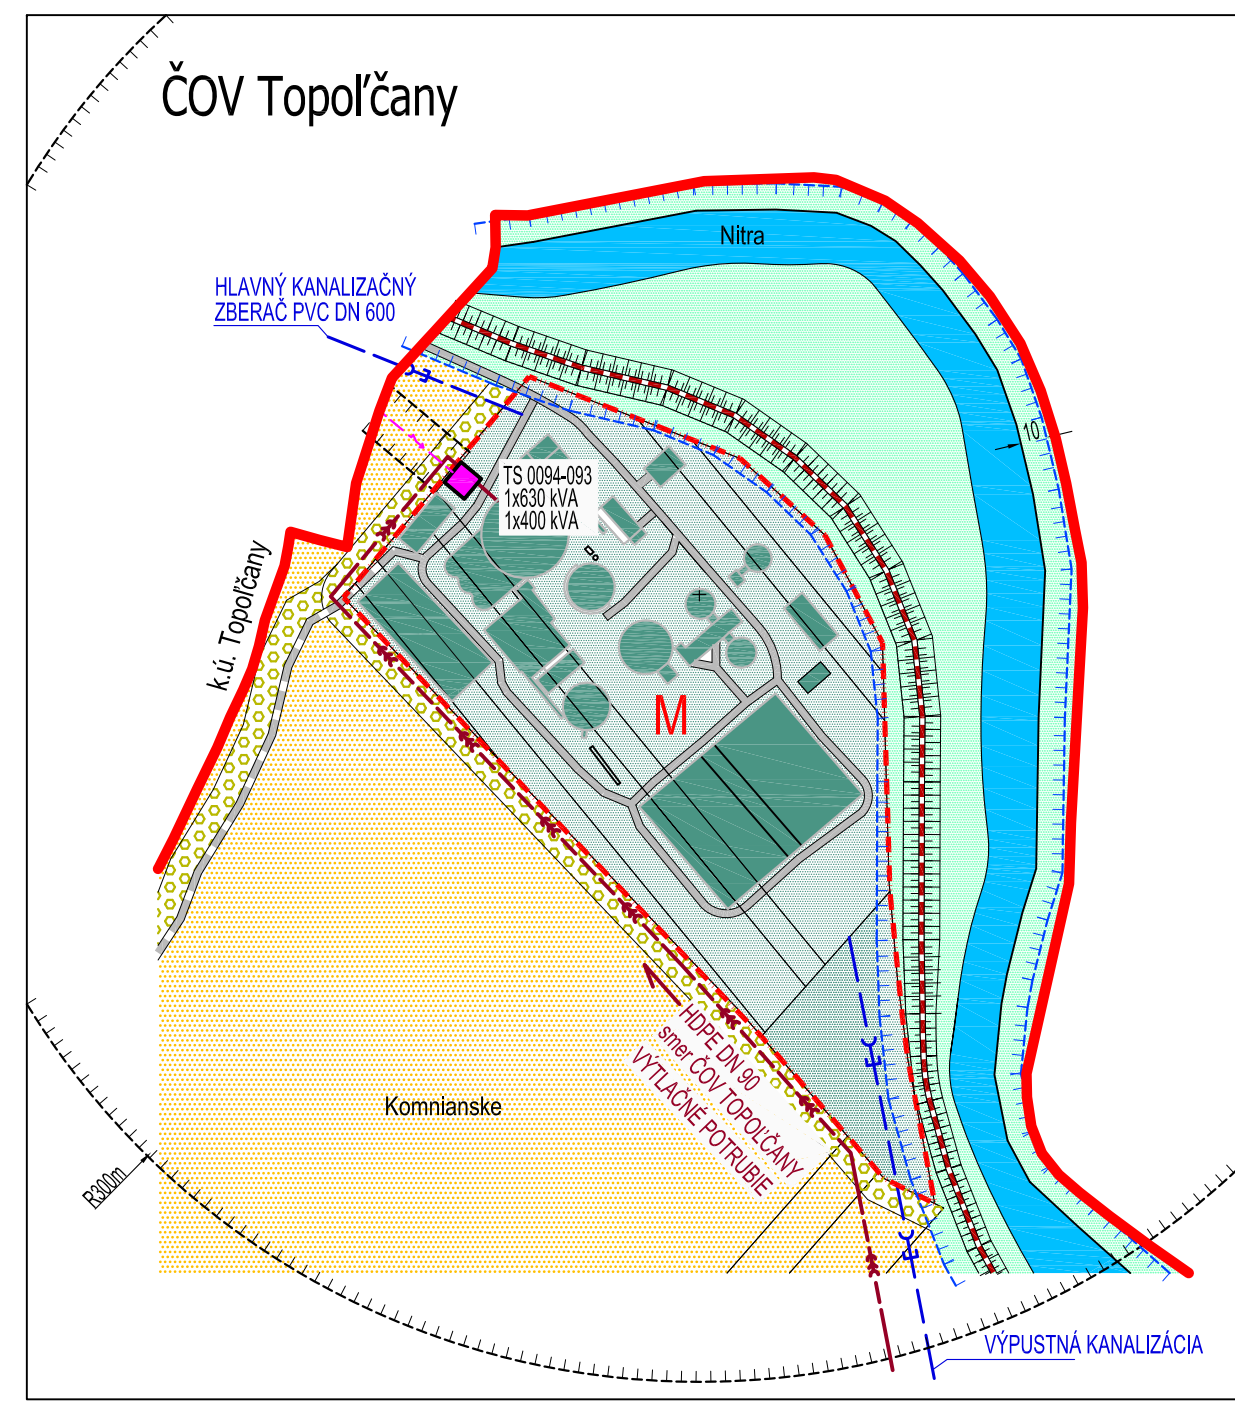 ČOV Topoľčany
Nitra
HLAVNÝ KANALIZAČNÝ
ZBERAČ PVC DN 600
10
TS 0094-093
1x630 kVA
1x400 kVA
k.ú. Topoľčany
M
HDPE DN 90
smer ČOV TOPOĽČANY
VÝTLAČNÉ POTRUBIE
Komnianske
R300m
VÝPUSTNÁ KANALIZÁCIA